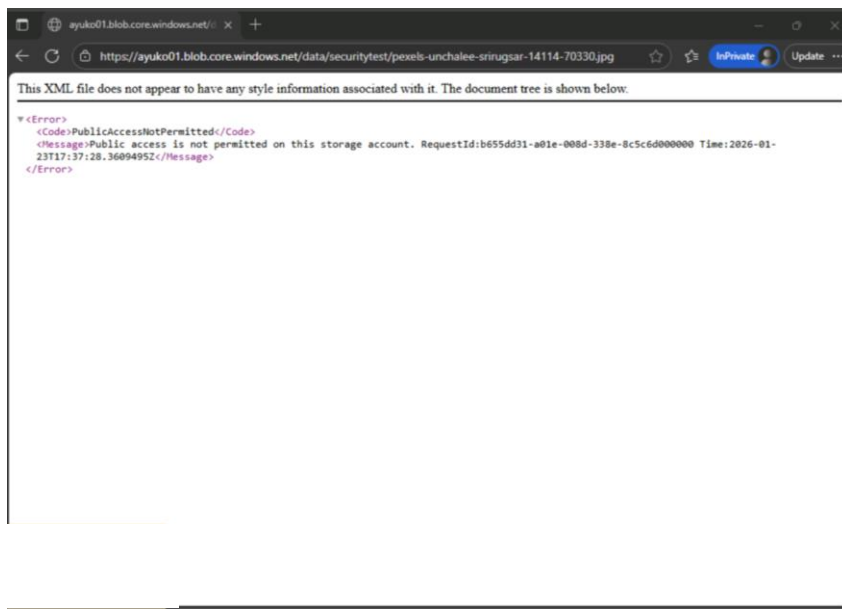 ayuko01.blob.core.windows.net/d
https://ayuko01.blob.core.windows.net/data/securitytest/pexels-unchalee-srirugsar-14114-70330.jpg
InPrivate
Update
This XML file does not appear to have any style information associated with it. The document tree is shown below.
▼<Error>
<Code>PublicAccessNotPermitted</Code>
<Message>Public access is not permitted on this storage account. RequestId:b655dd31-a01e-008d-338e-8c5c6d000000 Time:2026-01-
23T17:37:28.3609495Z</Message>
</Error>